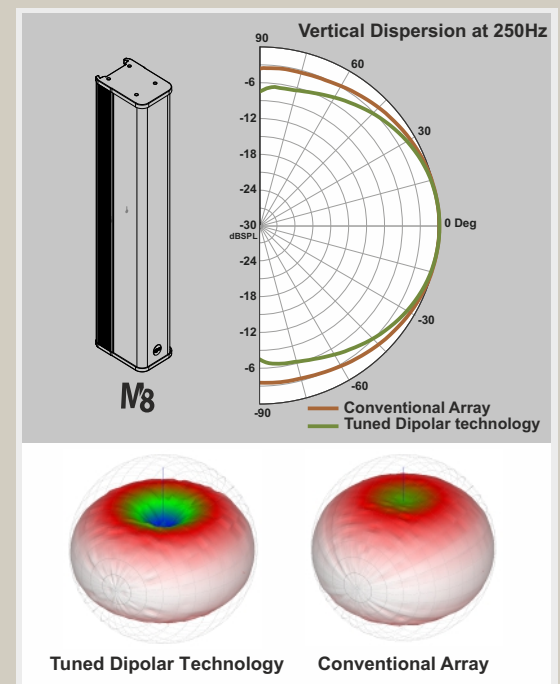 Vertical Dispersion at 250Hz
90
60
-6
-12
30
-18
-24
-30
0 Deg
dBSPL
-24
-18
-30
-12
-6
-60
-90
M8
Conventional Array
Tuned Dipolar technology
Tuned Dipolar Technology
Conventional Array